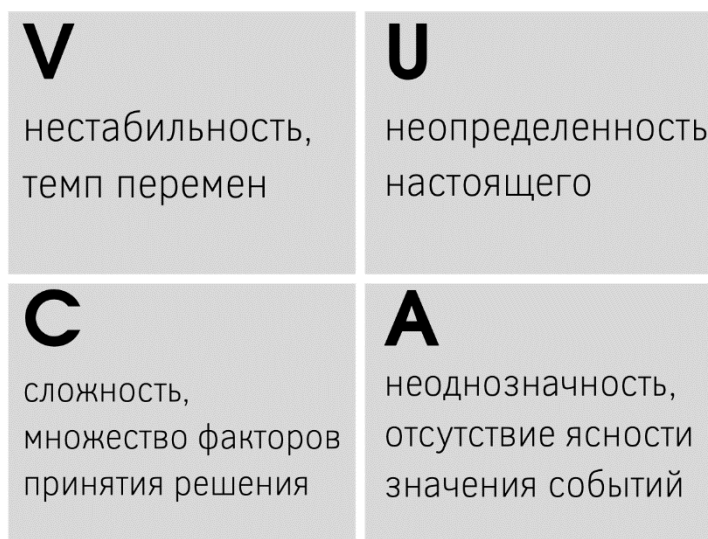 V
нестабильность,
темп перемен
U
неопределенность
настоящего
C
сложность,
множество факторов
принятия решения
A
неоднозначность,
отсутствие ясности
значения событий